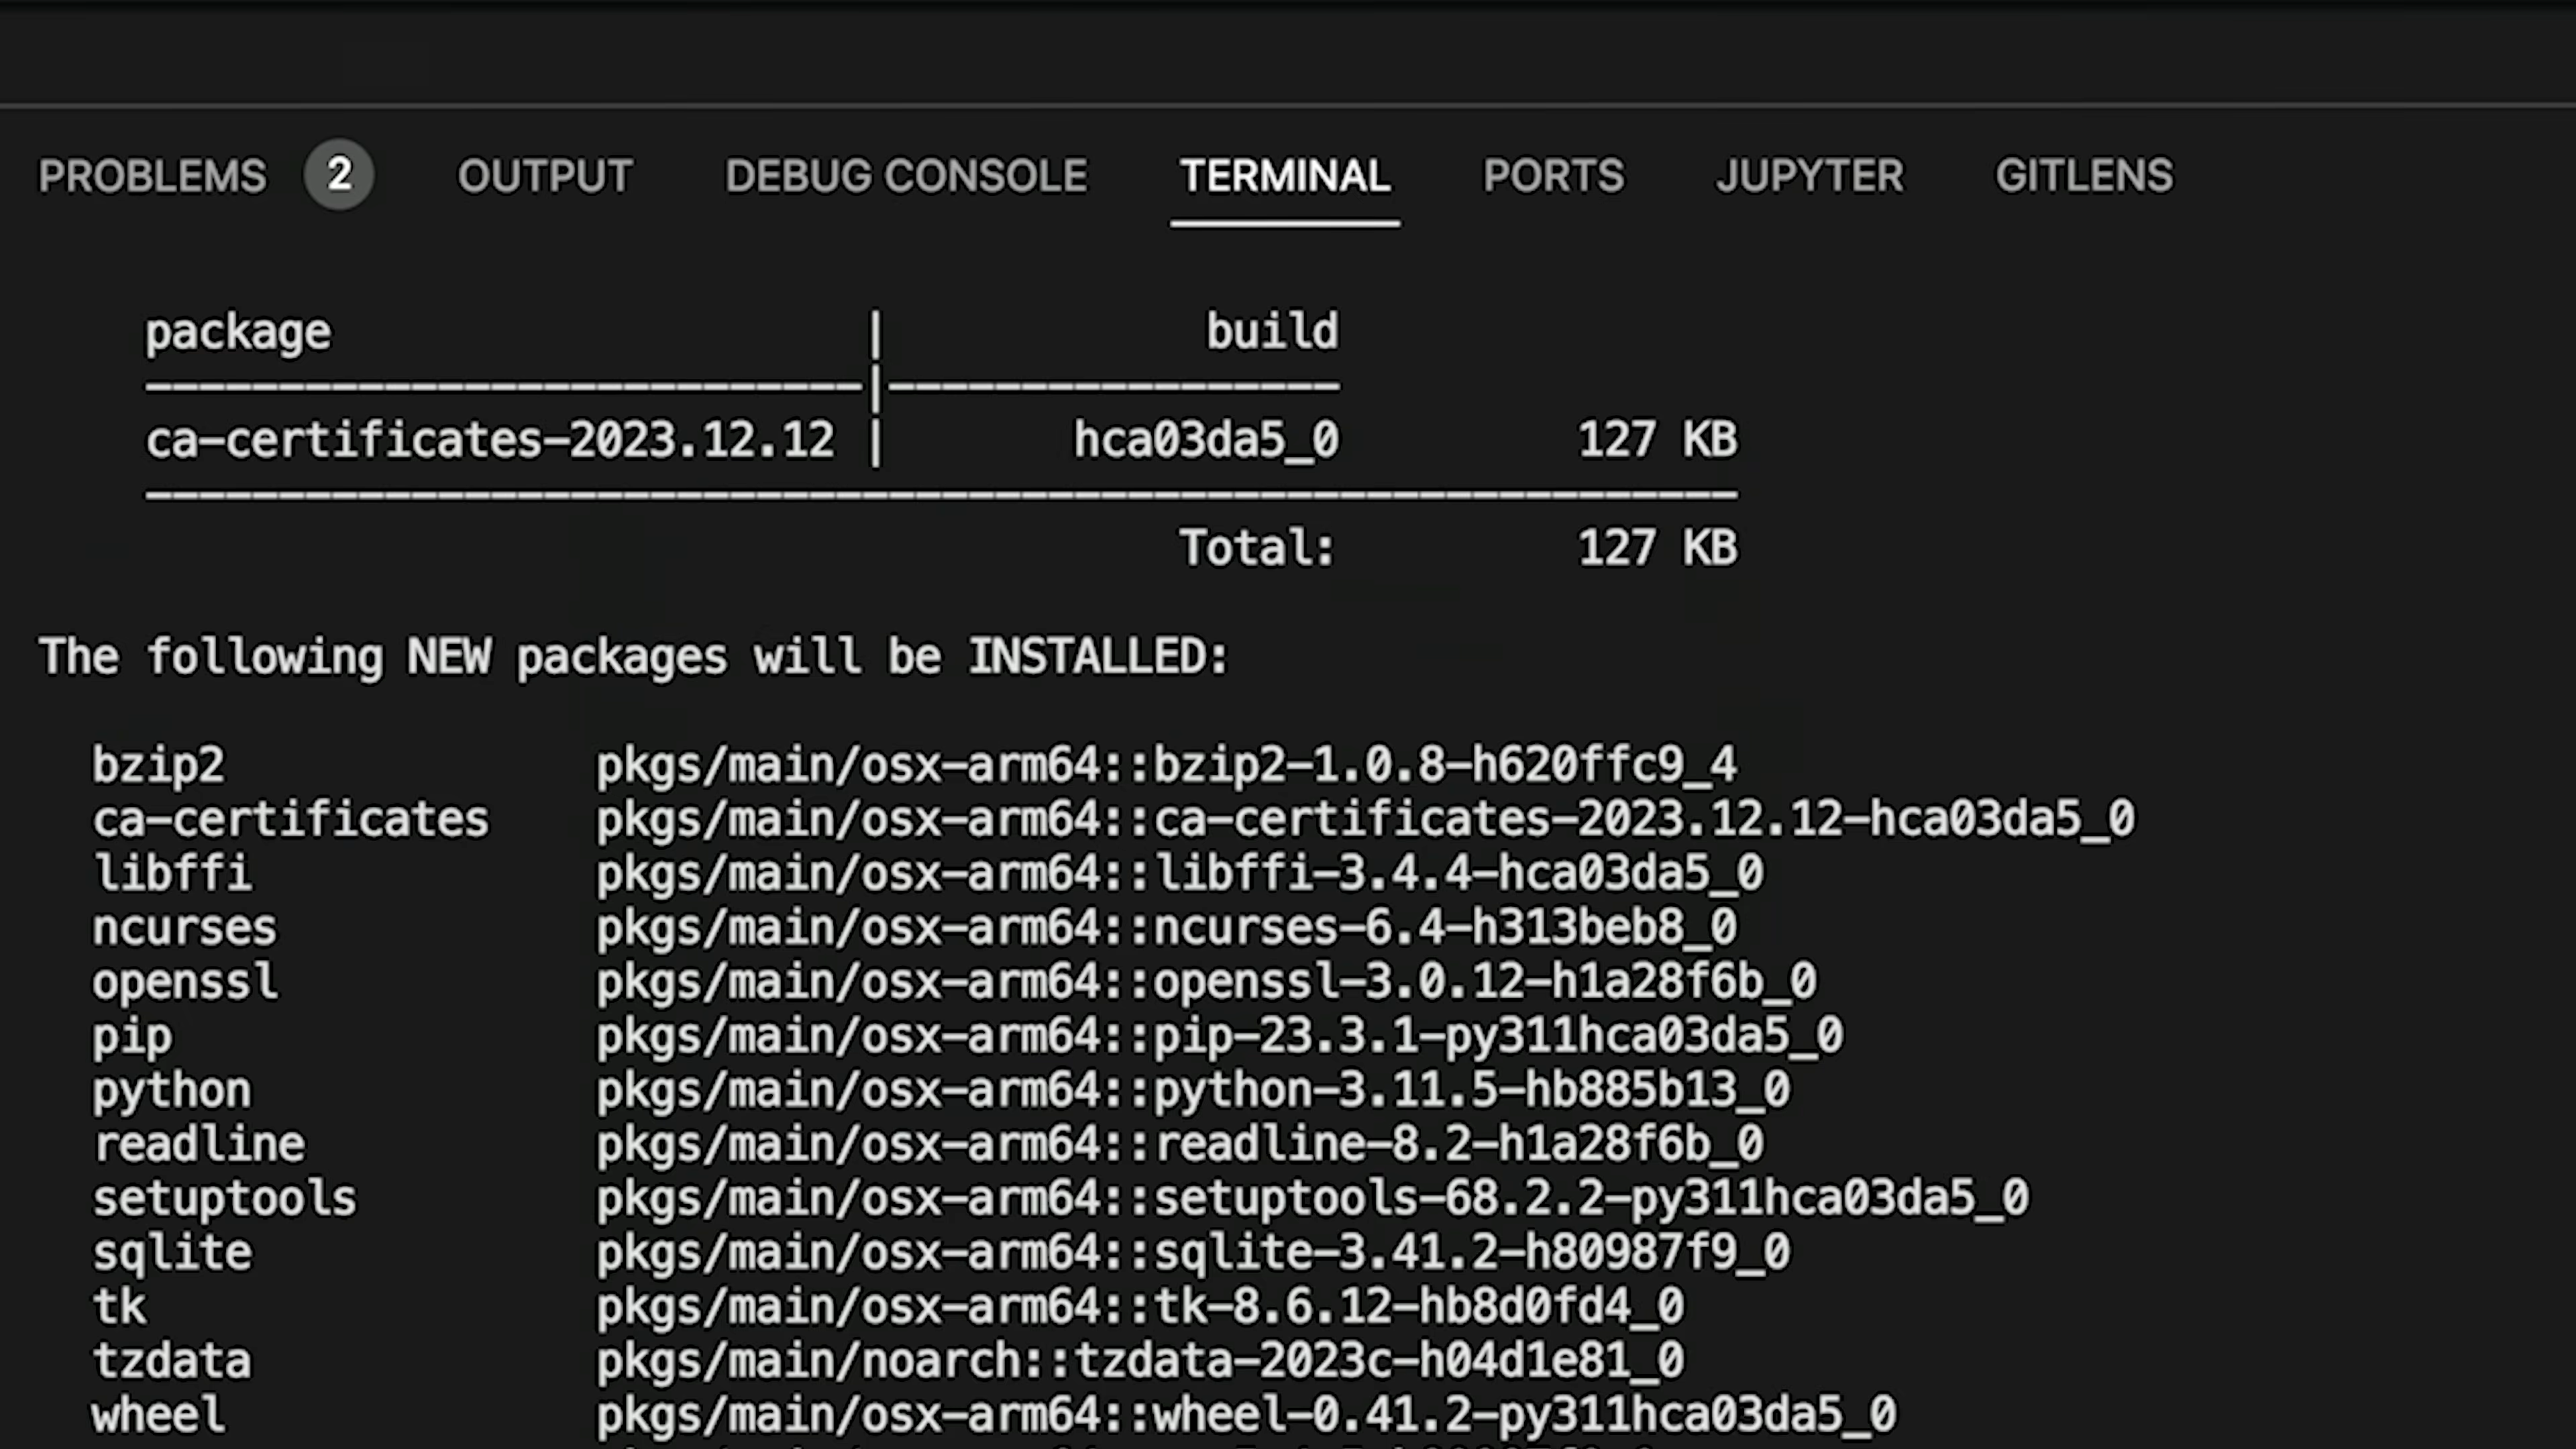 PROBLEMS 2 OUTPUT DEBUG CONSOLE TERMINAL PORTS JUPYTER GITLENS
package | build
---------------------------|-----------------
ca-certificates-2023.12.12 | hca03da5_0 127 KB
------------------------------------------------------------
Total: 127 KB
The following NEW packages will be INSTALLED:
bzip2 pkgs/main/osx-arm64::bzip2-1.0.8-h620ffc9_4
ca-certificates pkgs/main/osx-arm64::ca-certificates-2023.12.12-hca03da5_0
libffi pkgs/main/osx-arm64::libffi-3.4.4-hca03da5_0
ncurses pkgs/main/osx-arm64::ncurses-6.4-h313beb8_0
openssl pkgs/main/osx-arm64::openssl-3.0.12-h1a28f6b_0
pip pkgs/main/osx-arm64::pip-23.3.1-py311hca03da5_0
python pkgs/main/osx-arm64::python-3.11.5-hb885b13_0
readline pkgs/main/osx-arm64::readline-8.2-h1a28f6b_0
setuptools pkgs/main/osx-arm64::setuptools-68.2.2-py311hca03da5_0
sqlite pkgs/main/osx-arm64::sqlite-3.41.2-h80987f9_0
tk pkgs/main/osx-arm64::tk-8.6.12-hb8d0fd4_0
tzdata pkgs/main/noarch::tzdata-2023c-h04d1e81_0
wheel pkgs/main/osx-arm64::wheel-0.41.2-py311hca03da5_0